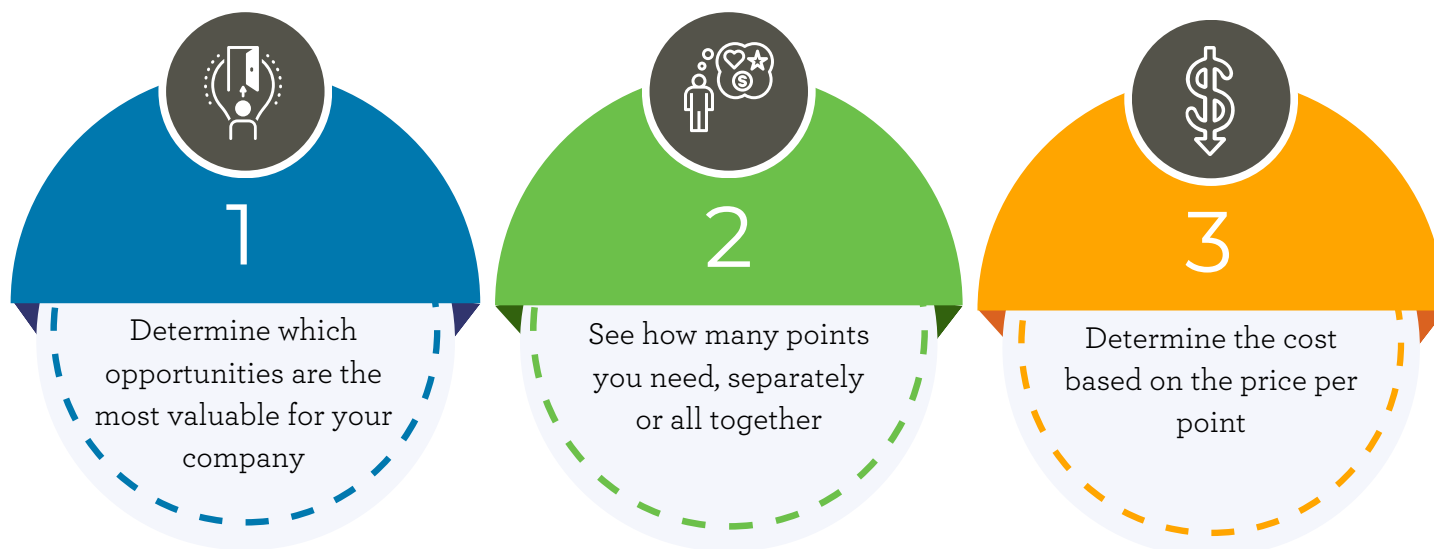 1
Determine which
opportunities are the
most valuable for your
company
2
See how many points
you need, separately
or all together
3
Determine the cost
based on the price per
point